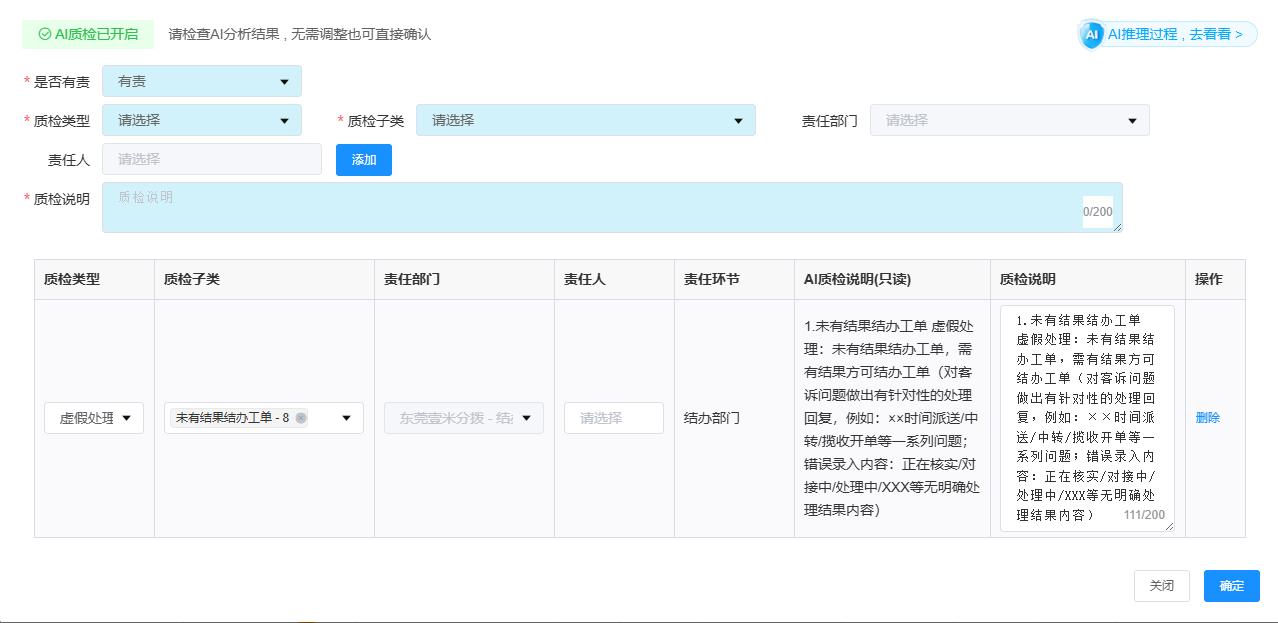 AI质检已开启 请检查AI分析结果，无需调整也可直接确认 AI AI推理过程，去看看 >
* 是否有责 有责
* 质检类型 请选择 * 质检子类 请选择 责任部门 请选择
责任人 请选择 添加
* 质检说明 质检说明
0/200
质检类型 质检子类 责任部门 责任人 责任环节 AI质检说明(只读) 质检说明 操作
虚假处理
未有结果结办工单 - 8
东莞壹米分拨 - 结
请选择
结办部门
1.未有结果结办工单 虚假处
理：未有结果结办工单，需
有结果方可结办工单（对客
诉问题做出有针对性的处理
回复，例如：××时间派送/中
转/揽收开单等一系列问题；
错误录入内容：正在核实/对
接中/处理中/XXX等无明确处
理结果内容）
1.未有结果结办工单
虚假处理：未有结果结
办工单，需有结果方可
结办工单（对客诉问题
做出有针对性的处理回
复，例如：××时间派
送/中转/揽收开单等一
系列问题；错误录入内
容：正在核实/对接中/
处理中/XXX等无明确处
理结果内容）
111/200
删除
关闭 确定